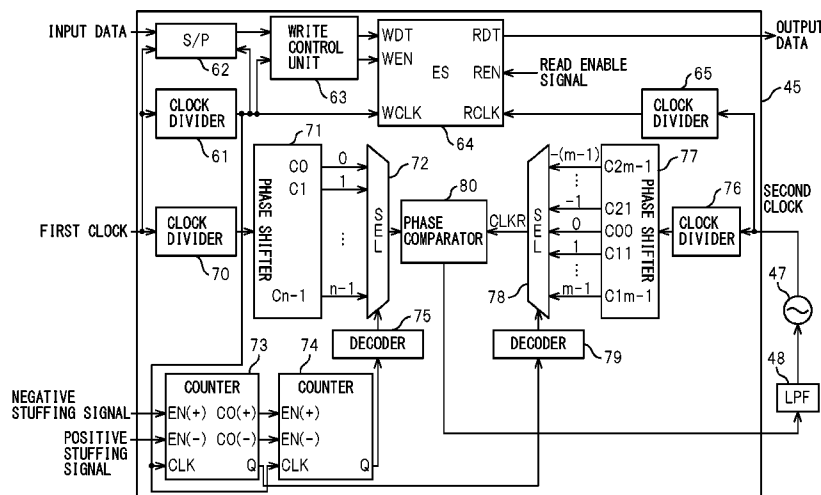 INPUT DATA
S/P
62
WRITE
CONTROL
UNIT
63
WDT
RDT
WEN
ES
REN
WCLK
RCLK
64
OUTPUT
DATA
READ ENABLE
SIGNAL
65
45
CLOCK
DIVIDER
61
CLOCK
DIVIDER
71
C0
0
C1
1
⋮
⋮
Cn-1
n-1
PHASE SHIFTER
72
SEL
80
PHASE
COMPARATOR
CLKR
SEL
78
-(m-1)
⋮
-1
0
1
⋮
m-1
C2m-1
C21
C00
C11
C1m-1
PHASE SHIFTER
77
76
CLOCK
DIVIDER
SECOND
CLOCK
FIRST CLOCK
CLOCK
DIVIDER
70
47
75
DECODER
DECODER
79
48
LPF
73
74
NEGATIVE
STUFFING SIGNAL
POSITIVE
STUFFING
SIGNAL
COUNTER
EN(+) CO(+)
EN(-) CO(-)
CLK Q
COUNTER
EN(+)
EN(-)
CLK Q